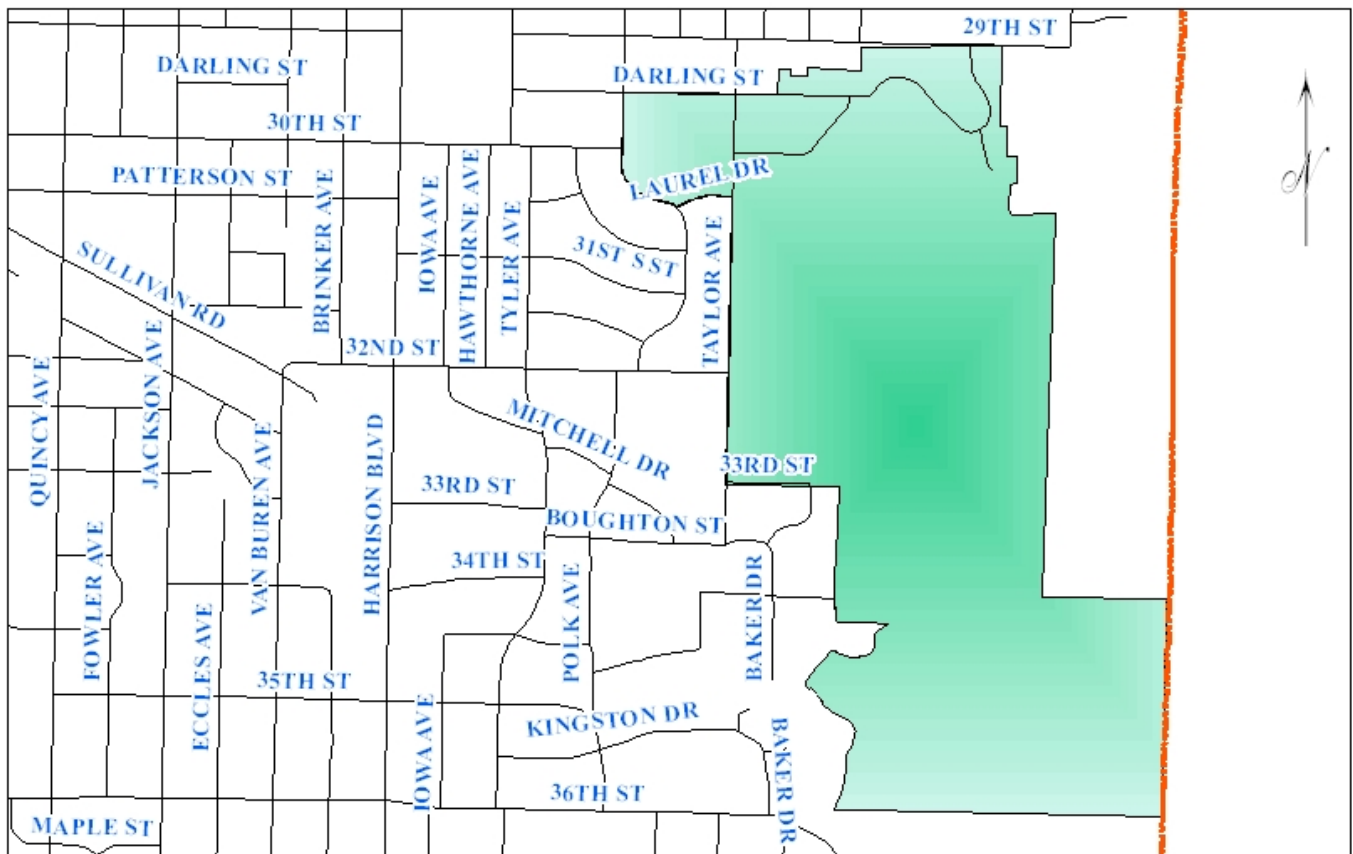 29TH ST
DARLING ST
DARLING ST
30TH ST
PATTERSON ST
LAUREL DR
BRINKER AVE
IOWA AVE
HAWTHORNE AVE
TYLER AVE
31ST S ST
TAYLOR AVE
SULLIVAN RD
32ND ST
QUINCY AVE
JACKSON AVE
VAN BUREN AVE
HARRISON BLVD
MITCHELL DR
33RD ST
33RD ST
BOUGHTON ST
34TH ST
FOWLER AVE
ECCLES AVE
POLK AVE
BAKER DR
35TH ST
IOWA AVE
KINGSTON DR
BAKER DR
36TH ST
MAPLE ST
N